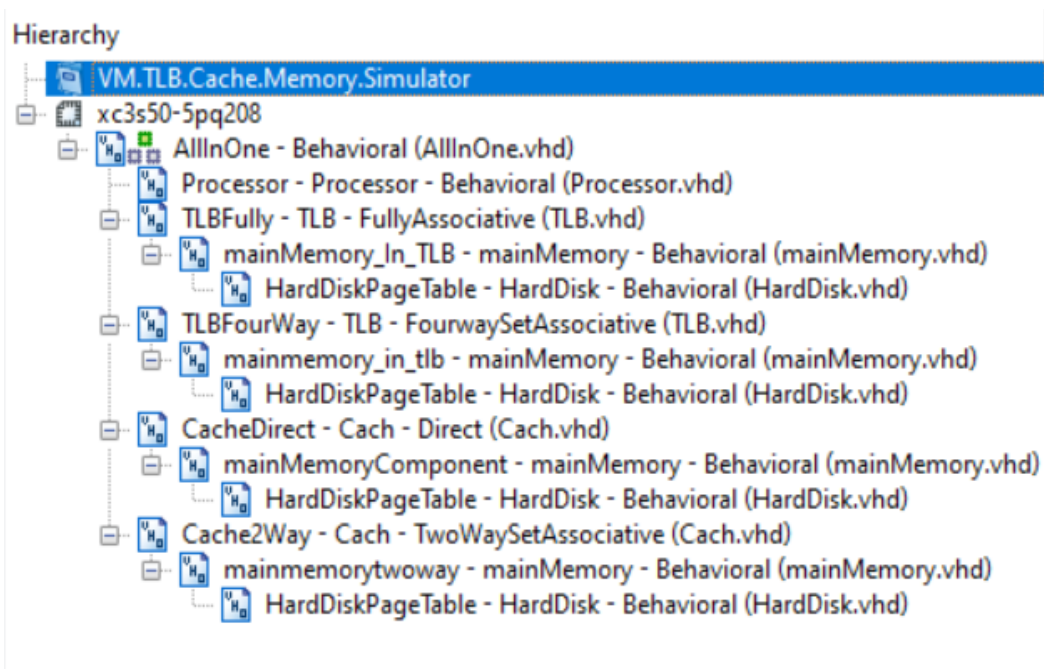 Hierarchy
VM.TLB.Cache.Memory.Simulator
xc3s50-5pq208
AllInOne - Behavioral (AllInOne.vhd)
Processor - Processor - Behavioral (Processor.vhd)
TLBFully - TLB - FullyAssociative (TLB.vhd)
mainMemory_In_TLB - mainMemory - Behavioral (mainMemory.vhd)
HardDiskPageTable - HardDisk - Behavioral (HardDisk.vhd)
TLBFourWay - TLB - FourwaySetAssociative (TLB.vhd)
mainmemory_in_tlb - mainMemory - Behavioral (mainMemory.vhd)
HardDiskPageTable - HardDisk - Behavioral (HardDisk.vhd)
CacheDirect - Cach - Direct (Cach.vhd)
mainMemoryComponent - mainMemory - Behavioral (mainMemory.vhd)
HardDiskPageTable - HardDisk - Behavioral (HardDisk.vhd)
Cache2Way - Cach - TwoWaySetAssociative (Cach.vhd)
mainmemorytwoway - mainMemory - Behavioral (mainMemory.vhd)
HardDiskPageTable - HardDisk - Behavioral (HardDisk.vhd)